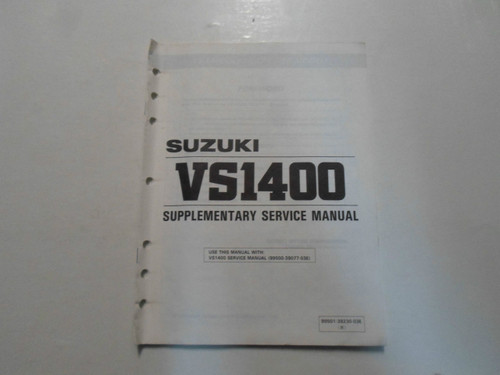 SUZUKI
VS1400
SUPPLEMENTARY SERVICE MANUAL
USE THIS MANUAL WITH
VS1400 SERVICE MANUAL